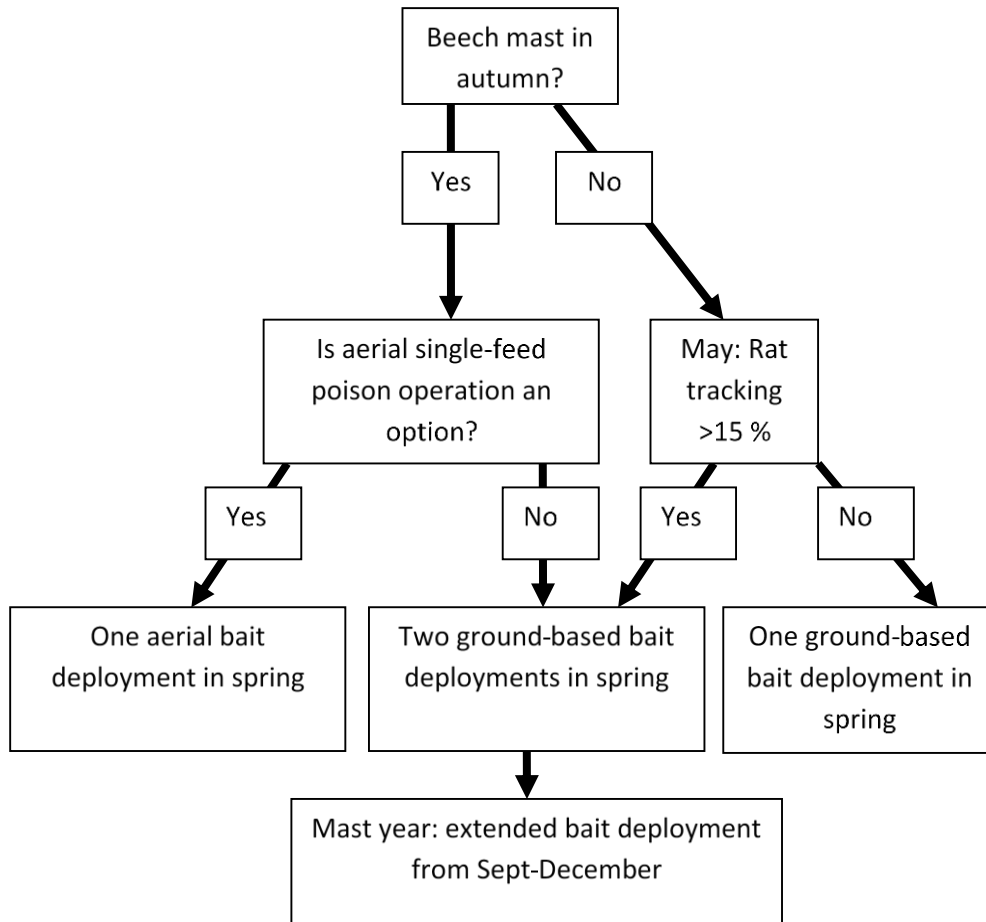 Beech mast in
autumn?
Yes
No
Is aerial single-feed
poison operation an
option?
May: Rat
tracking
>15 %
Yes
No
Yes
No
One aerial bait
deployment in spring
Two ground-based bait
deployments in spring
One ground-based
bait deployment in
spring
Mast year: extended bait deployment
from Sept-December